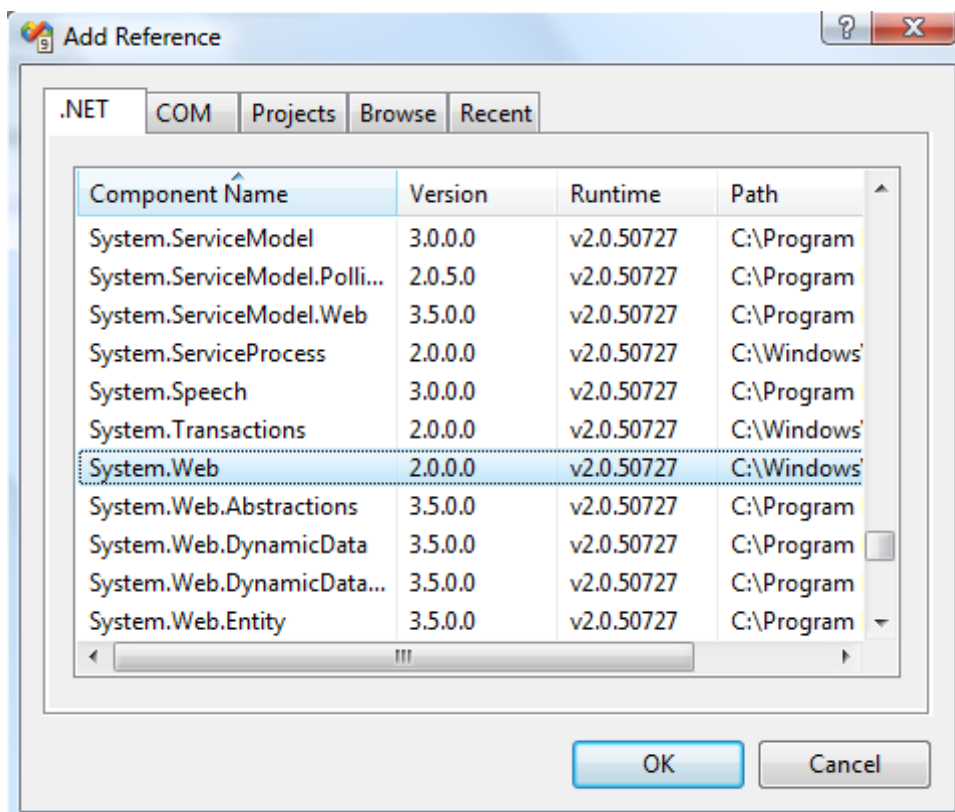 Add Reference
.NET COM Projects Browse Recent
Component Name Version Runtime Path
System.ServiceModel 3.0.0.0 v2.0.50727 C:\Program
System.ServiceModel.Polli... 2.0.5.0 v2.0.50727 C:\Program
System.ServiceModel.Web 3.5.0.0 v2.0.50727 C:\Program
System.ServiceProcess 2.0.0.0 v2.0.50727 C:\Windows\
System.Speech 3.0.0.0 v2.0.50727 C:\Program
System.Transactions 2.0.0.0 v2.0.50727 C:\Windows\
System.Web 2.0.0.0 v2.0.50727 C:\Windows\
System.Web.Abstractions 3.5.0.0 v2.0.50727 C:\Program
System.Web.DynamicData 3.5.0.0 v2.0.50727 C:\Program
System.Web.DynamicData... 3.5.0.0 v2.0.50727 C:\Program
System.Web.Entity 3.5.0.0 v2.0.50727 C:\Program
OK Cancel